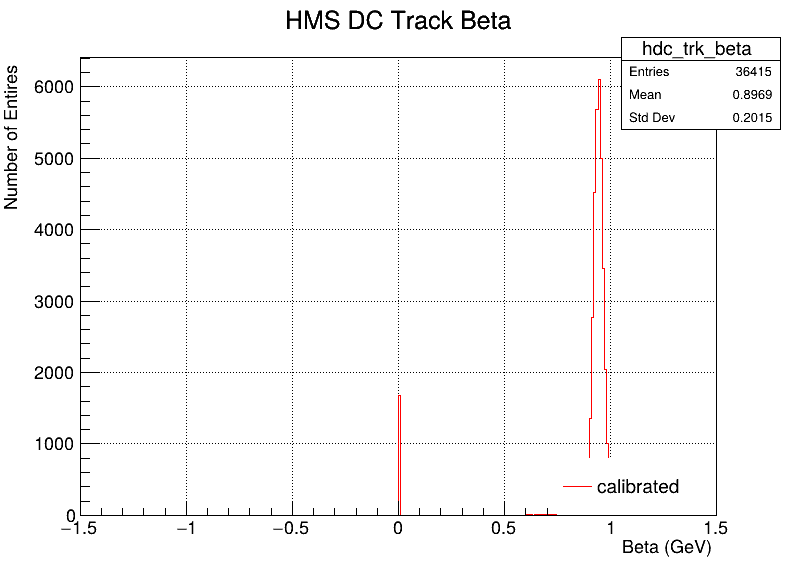 HMS DC Track Beta
hdc_trk_beta
Entries 36415
Mean 0.8969
Std Dev 0.2015
Number of Entires
6000
5000
4000
3000
2000
1000
0
calibrated
−1.5 −1 −0.5 0 0.5 1 1.5
Beta (GeV)